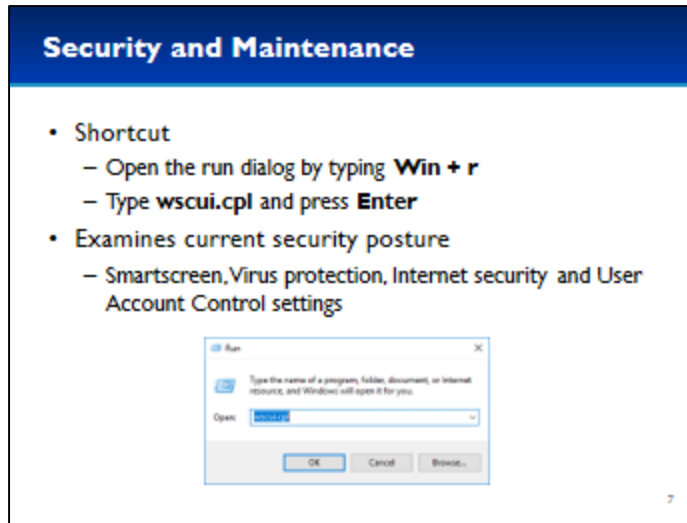 Security and Maintenance
• Shortcut
– Open the run dialog by typing Win + r
– Type wscui.cpl and press Enter
• Examines current security posture
– Smartscreen, Virus protection, Internet security and User
Account Control settings
Run
Type the name of a program, folder, document, or Internet
resource, and Windows will open it for you.
Open: wscui.cpl
OK Cancel Browse...
7